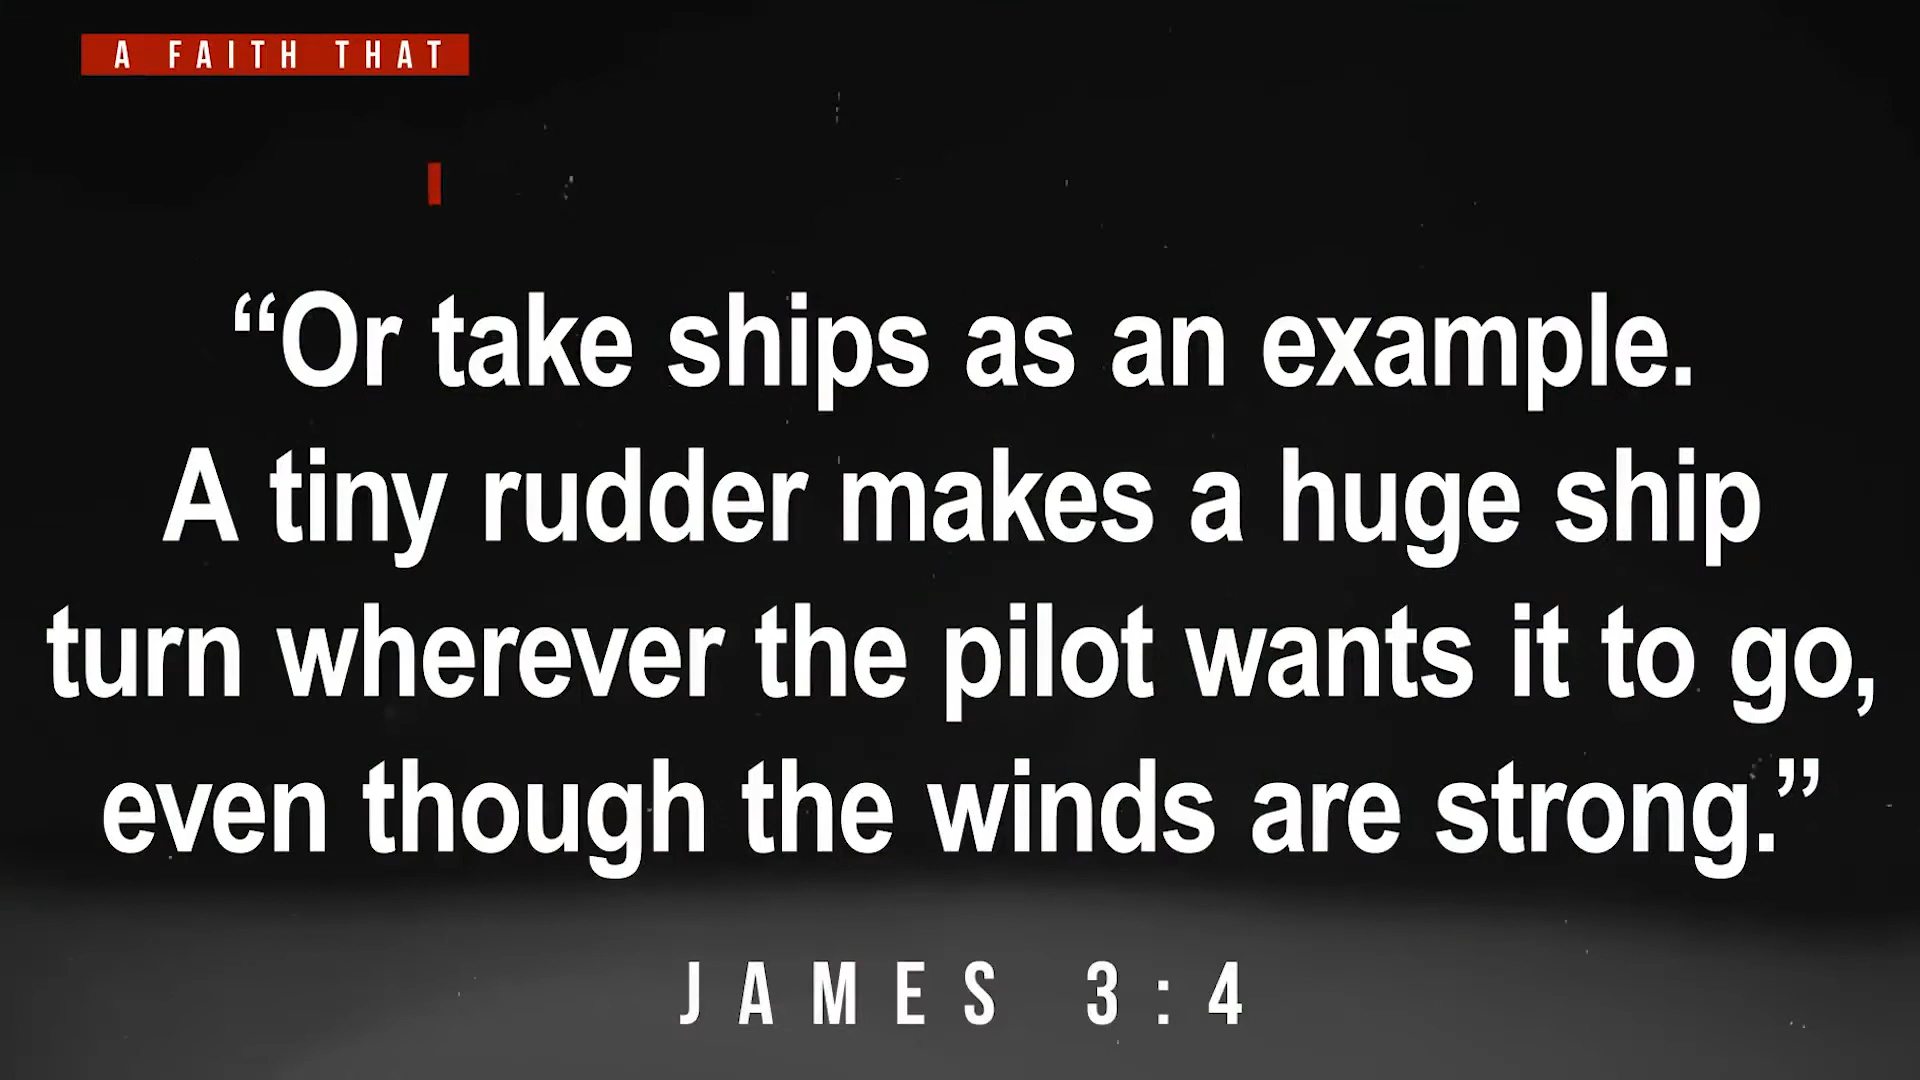 A FAITH THAT
“Or take ships as an example.
A tiny rudder makes a huge ship
turn wherever the pilot wants it to go,
even though the winds are strong.”
JAMES 3:4